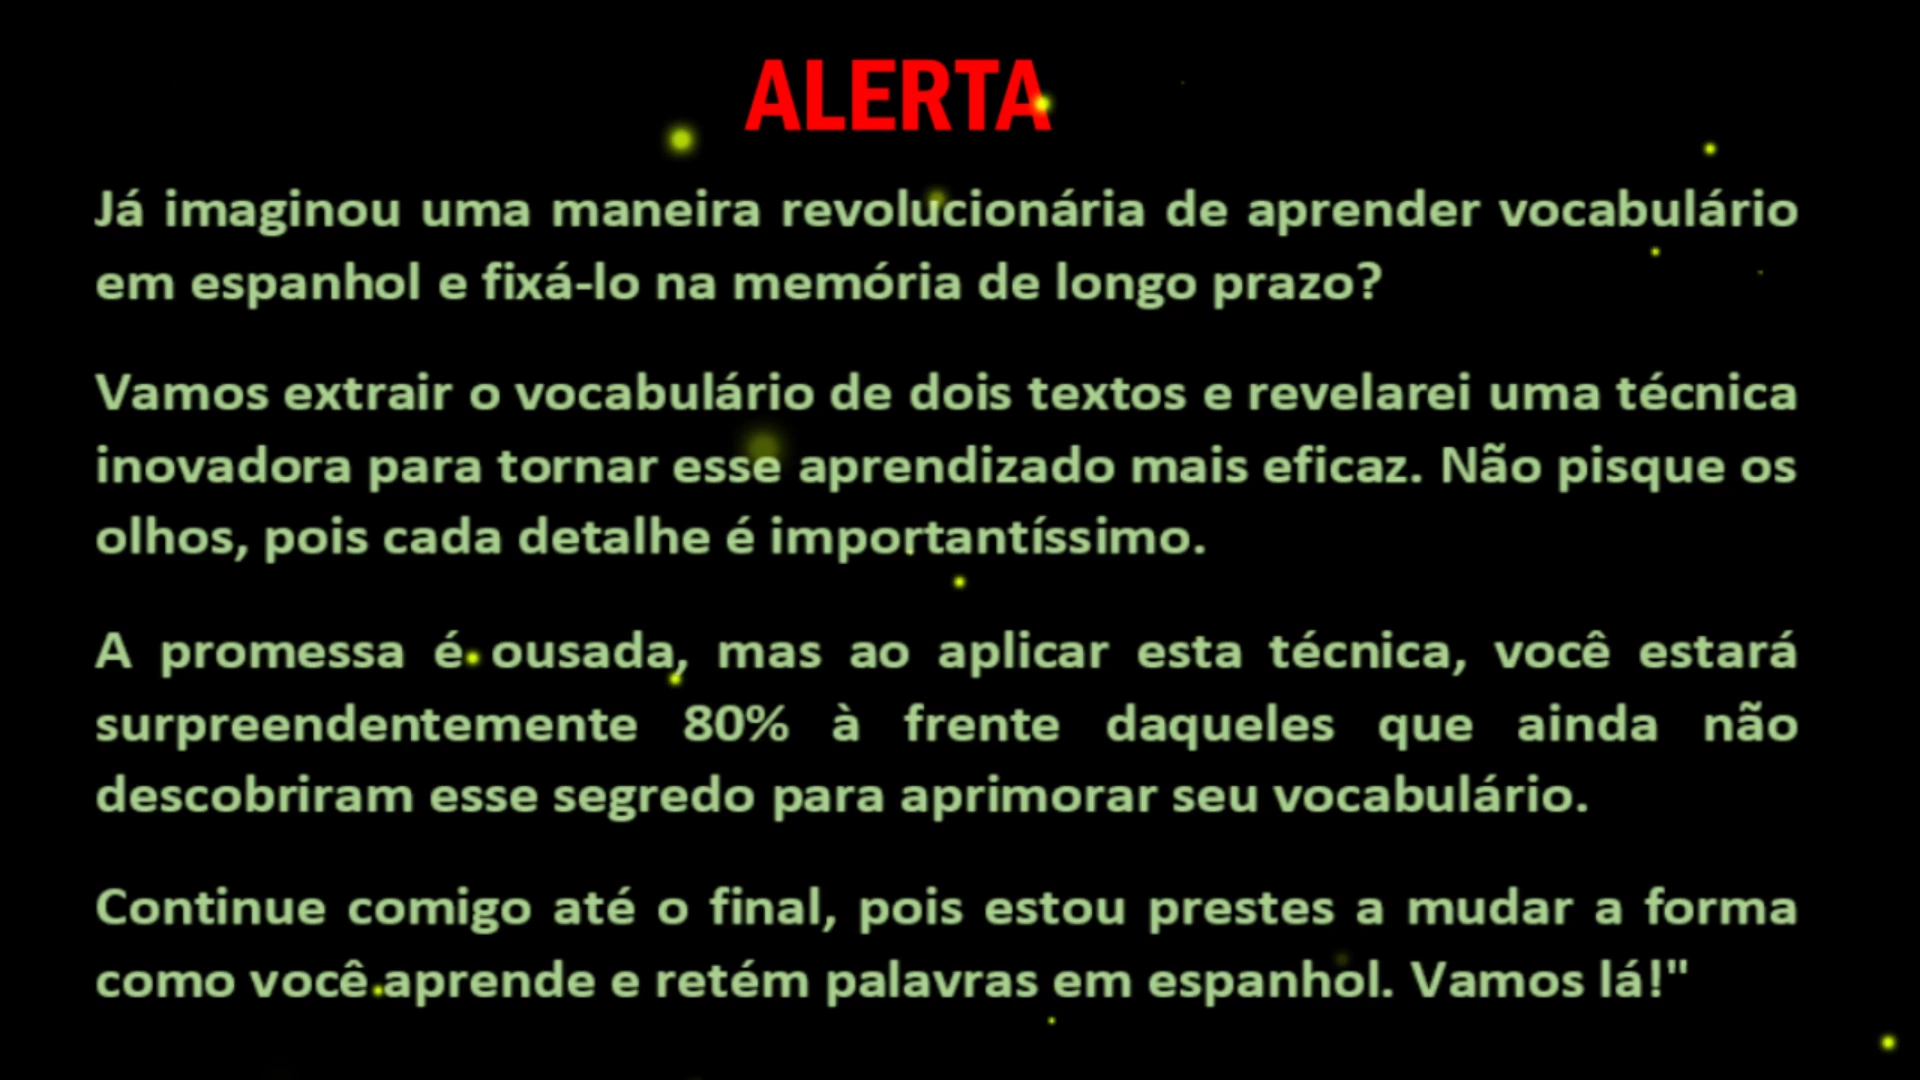 ALERTA
Já imaginou uma maneira revolucionária de aprender vocabulário
em espanhol e fixá-lo na memória de longo prazo?
Vamos extrair o vocabulário de dois textos e revelarei uma técnica
inovadora para tornar esse aprendizado mais eficaz. Não pisque os
olhos, pois cada detalhe é importantíssimo.
A promessa é ousada, mas ao aplicar esta técnica, você estará
surpreendentemente 80% à frente daqueles que ainda não
descobriram esse segredo para aprimorar seu vocabulário.
Continue comigo até o final, pois estou prestes a mudar a forma
como você aprende e retém palavras em espanhol. Vamos lá!"